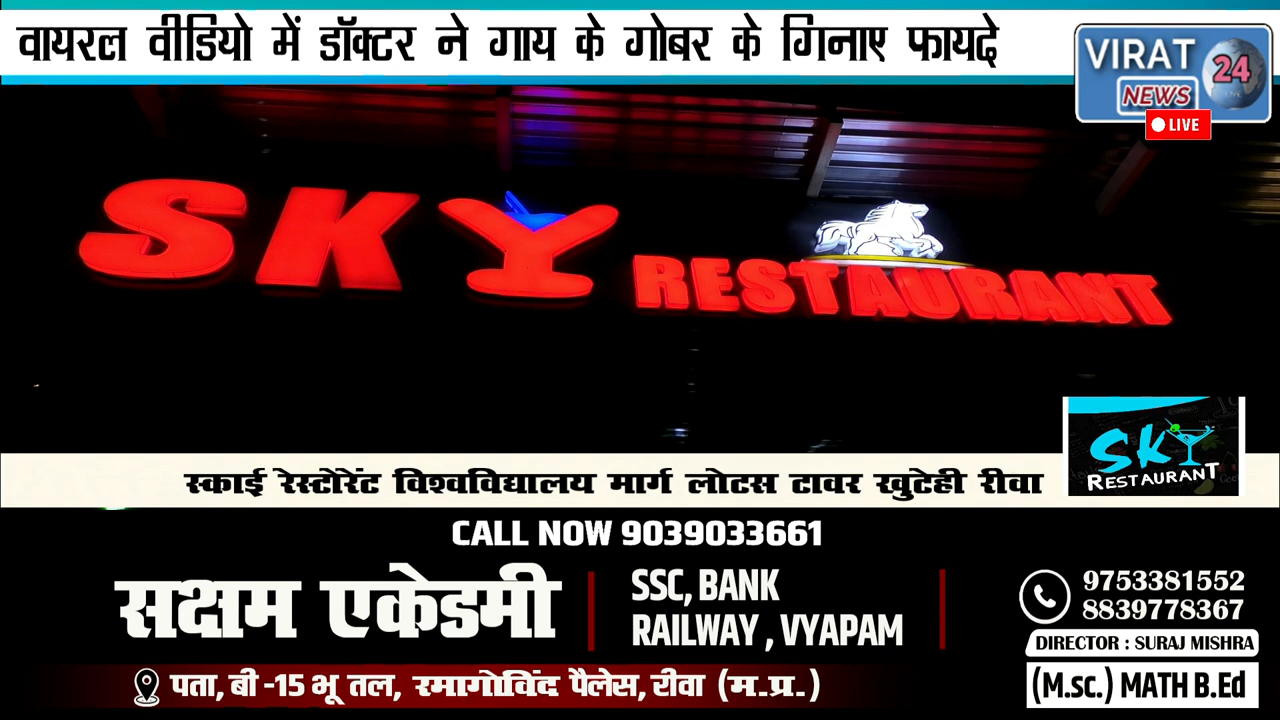 वायरल वीडियो में डॉक्टर ने गाय के गोबर के गिनाए फायदे
VIRAT 24
NEWS
LIVE
SKY RESTAURANT
SKY
RESTAURANT
स्काई रेस्टोरेंट विश्वविद्यालय मार्ग लोटस टावर खुटेही रीवा
CALL NOW 9039033661
सक्षम एकेडमी
SSC, BANK
RAILWAY , VYAPAM
9753381552
8839778367
DIRECTOR : SURAJ MISHRA
(M.sc.) MATH B.Ed
पता, बी -15 भू तल, रमागोविंद पैलेस, रीवा (म.प्र.)